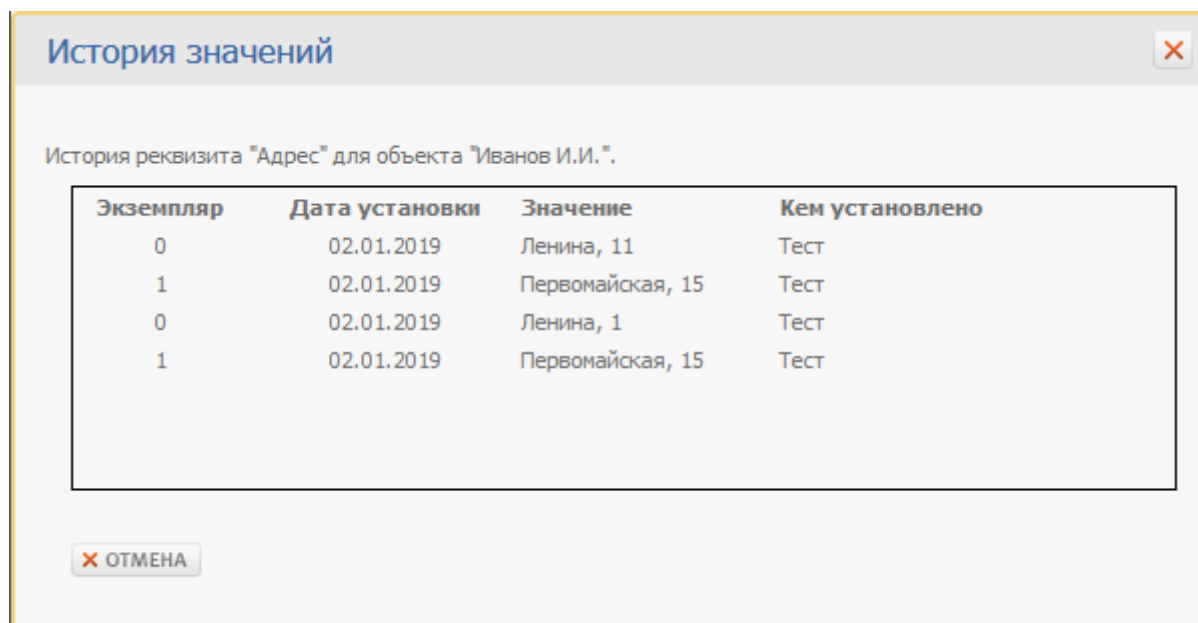 История значений
История реквизита "Адрес" для объекта "Иванов И.И.".
Экземпляр Дата установки Значение Кем установлено
0 02.01.2019 Ленина, 11 Тест
1 02.01.2019 Первомайская, 15 Тест
0 02.01.2019 Ленина, 1 Тест
1 02.01.2019 Первомайская, 15 Тест
ОТМЕНА